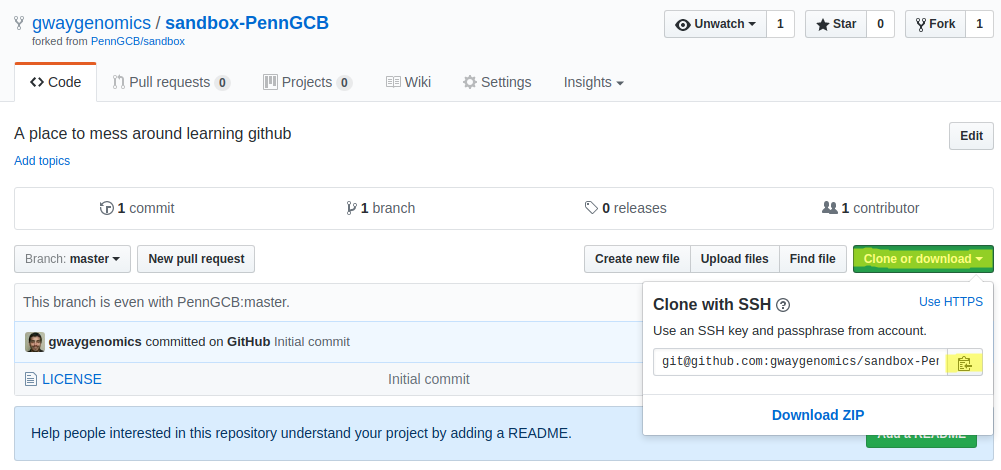 gwaygenomics / sandbox-PennGCB
Unwatch 1 Star 0 Fork 1
forked from PennGCB/sandbox
Code Pull requests 0 Projects 0 Wiki Settings Insights
A place to mess around learning github
Edit
Add topics
1 commit 1 branch 0 releases 1 contributor
Branch: master New pull request Create new file Upload files Find file Clone or download
This branch is even with PennGCB:master.
Clone with SSH ? Use HTTPS
Use an SSH key and passphrase from account.
gwaygenomics committed on GitHub Initial commit
git@github.com:gwaygenomics/sandbox-Pen
LICENSE Initial commit
Download ZIP
Help people interested in this repository understand your project by adding a README.
Add a README